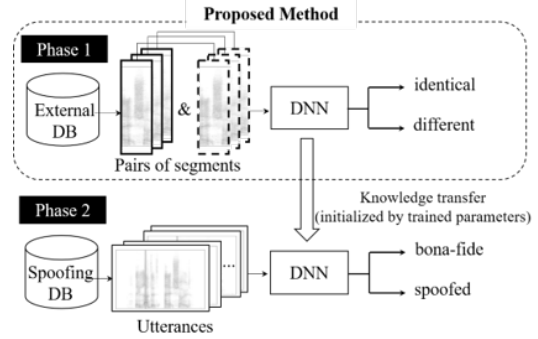 Proposed Method
Phase 1
External
DB
&
Pairs of segments
DNN
identical
different
Knowledge transfer
(initialized by trained parameters)
Phase 2
Spoofing
DB
...
Utterances
DNN
bona-fide
spoofed